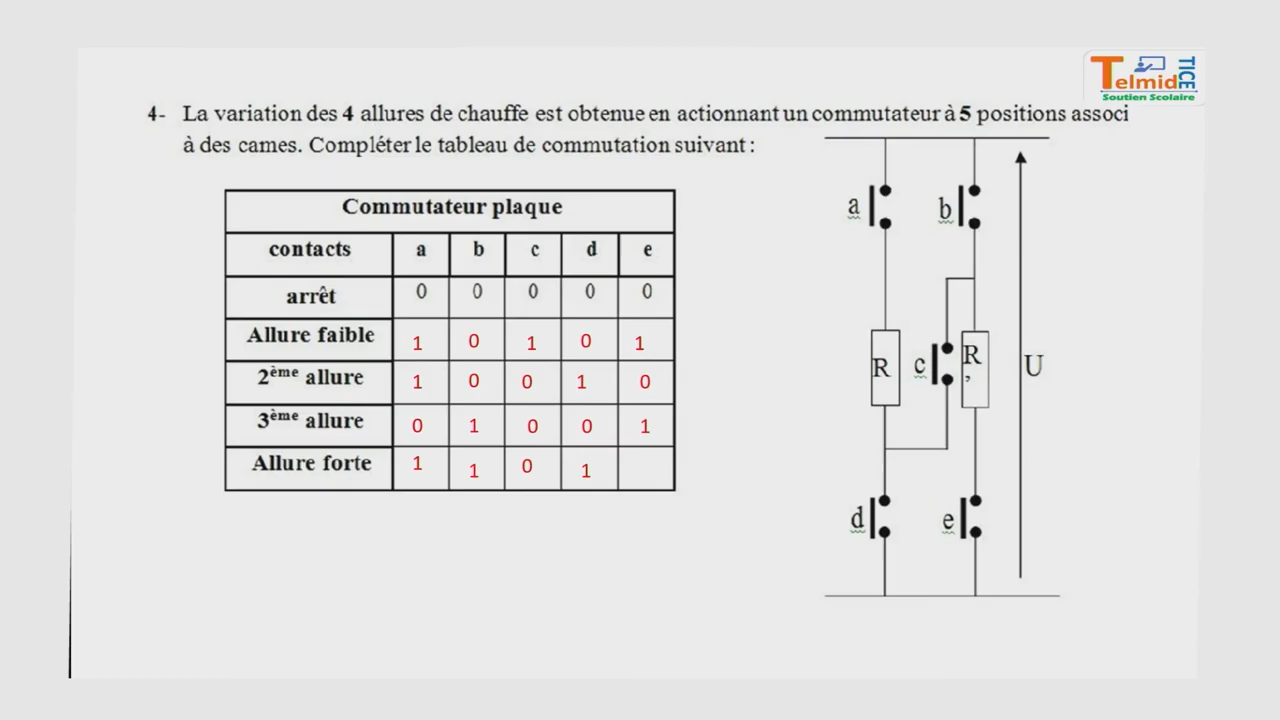 Telmid TICE
Soutien Scolaire
4- La variation des 4 allures de chauffe est obtenue en actionnant un commutateur à 5 positions associ
à des cames. Compléter le tableau de commutation suivant :
Commutateur plaque
contacts a b c d e
arrêt 0 0 0 0 0
Allure faible 1 0 1 0 1
2ème allure 1 0 0 1 0
3ème allure 0 1 0 0 1
Allure forte 1 1 0 1
a b
R c R' U
d e